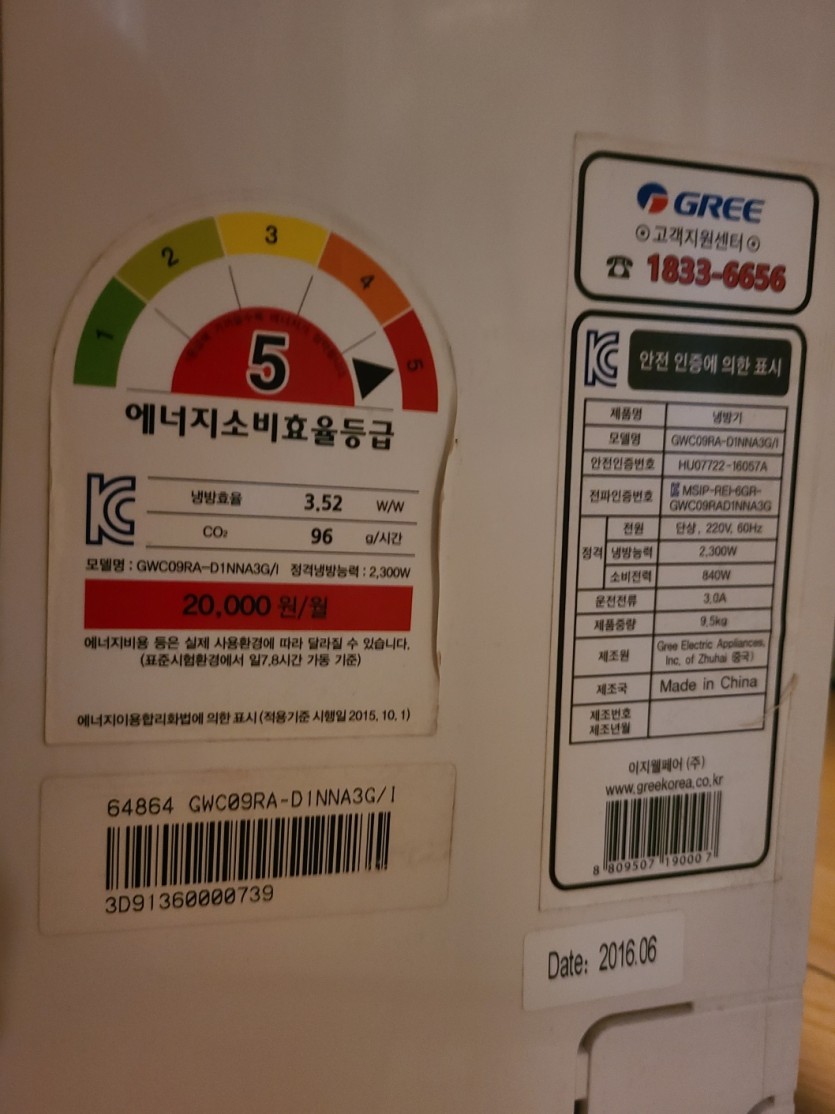 1
2
3
4
5
5
에너지소비효율등급
냉방효율 3.52 W/W
CO₂ 96 g/시간
모델명 : GWC09RA-D1NNA3G/I 정격냉방능력 : 2,300W
20,000 원/월
에너지비용 등은 실제 사용환경에 따라 달라질 수 있습니다.
(표준시험환경에서 일7.8시간 가동 기준)
에너지이용합리화법에 의한 표시(적용기준 시행일 2015. 10. 1)
64864 GWC09RA-D1NNA3G/I
3D91360000739
GREE
고객지원센터
☎ 1833-6656
안전 인증에 의한 표시
제품명 냉방기
모델명 GWC09RA-D1NNA3G/I
안전인증번호 HU07722-16057A
전파인증번호 MSIP-REI-6GR-
GWC09RAD1NNA3G
정격 전원 단상, 220V, 60Hz
냉방능력 2,300W
소비전력 840W
운전전류 3.0A
제품중량 9.5kg
제조원 Gree Electric Appliances,
Inc. of Zhuhai 중국)
제조국 Made in China
제조번호
제조년월
이지웰페어 (주)
www.greekorea.co.kr
8 809507 190007
Date: 2016.06